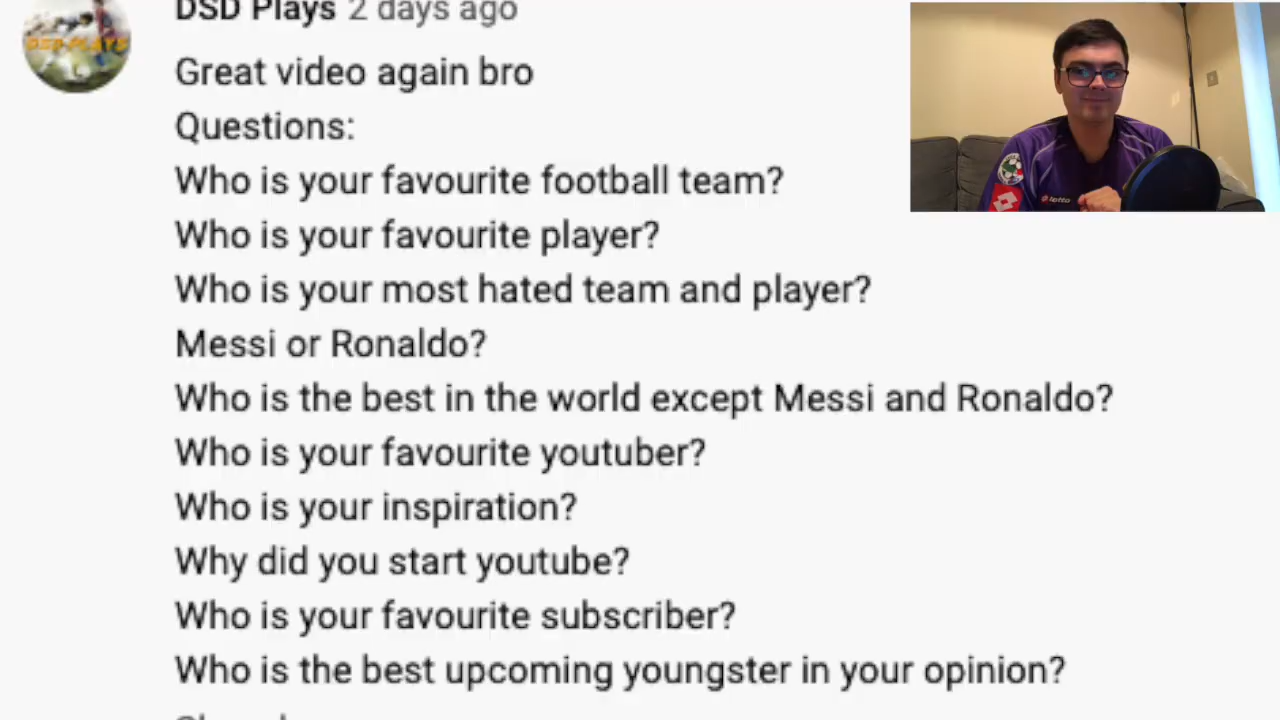 DSD Plays 2 days ago
Great video again bro
Questions:
Who is your favourite football team?
Who is your favourite player?
Who is your most hated team and player?
Messi or Ronaldo?
Who is the best in the world except Messi and Ronaldo?
Who is your favourite youtuber?
Who is your inspiration?
Why did you start youtube?
Who is your favourite subscriber?
Who is the best upcoming youngster in your opinion?
DSD PLAYS
lotto